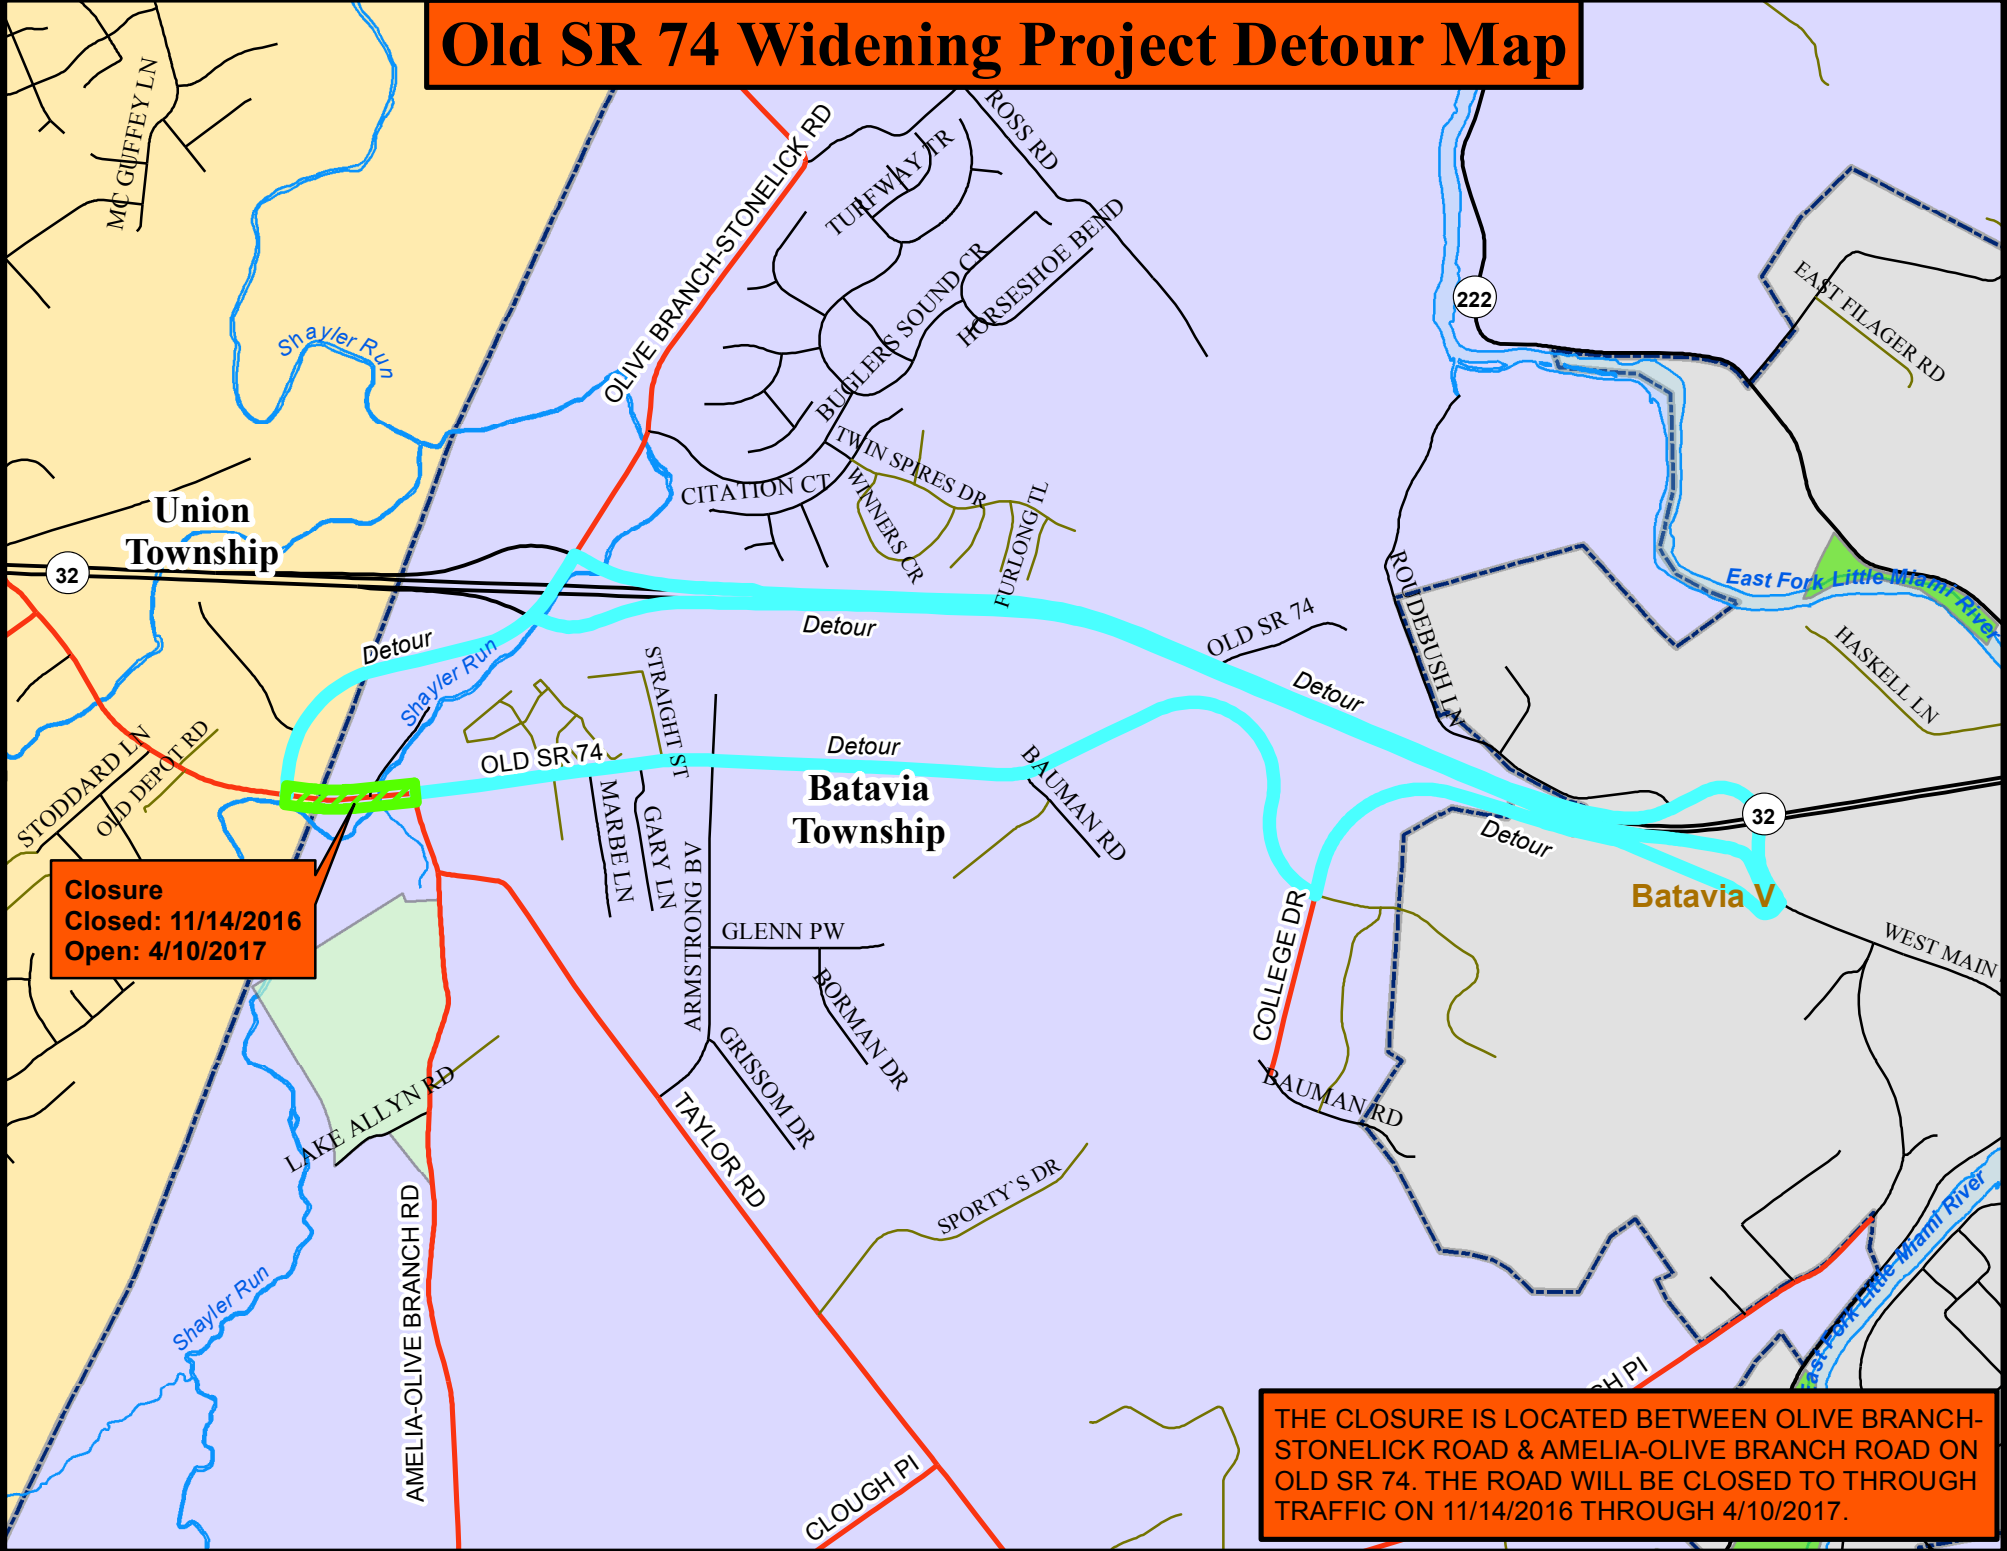 Old SR 74 Widening Project Detour Map
MC GUFFEY LN
OLIVE BRANCH-STONELICK RD
ROSS RD
TURFWAY TR
HORSESHOE BEND
BUGLERS SOUND CR
222
EAST FILAGER RD
Shayler Run
TWIN SPIRES DR
CITATION CT
WINNERS CR
FURLONG TL
Union
Township
32
ROUDEBUSH LN
East Fork Little Miami River
HASKELL LN
OLD SR 74
Detour
Detour
Detour
Shayler Run
STRAIGHT ST
OLD SR 74
Detour
BAUMAN RD
Batavia
Township
STODDARD LN
OLD DEPOT RD
MARBE LN
GARY LN
ARMSTRONG BV
32
Detour
Batavia V
Closure
Closed: 11/14/2016
Open: 4/10/2017
GLENN PW
BORMAN DR
COLLEGE DR
WEST MAIN
GRISSOM DR
LAKE ALLYN RD
BAUMAN RD
TAYLOR RD
SPORTY`S DR
AMELIA-OLIVE BRANCH RD
Shayler Run
East Fork Little Miami River
CLOUGH PI
GH PI
THE CLOSURE IS LOCATED BETWEEN OLIVE BRANCH-
STONELICK ROAD & AMELIA-OLIVE BRANCH ROAD ON
OLD SR 74. THE ROAD WILL BE CLOSED TO THROUGH
TRAFFIC ON 11/14/2016 THROUGH 4/10/2017.